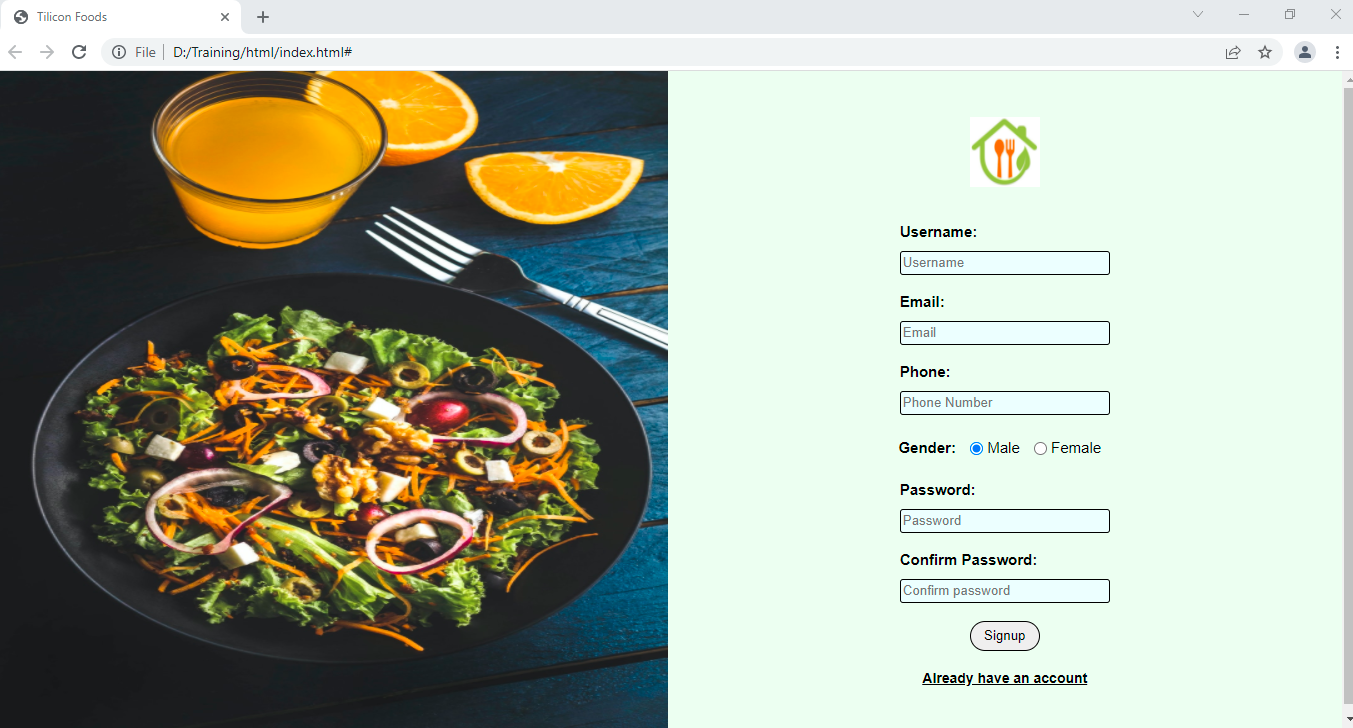 Tilicon Foods
File D:/Training/html/index.html#
Username:
Username
Email:
Email
Phone:
Phone Number
Gender: Male Female
Password:
Password
Confirm Password:
Confirm password
Signup
Already have an account